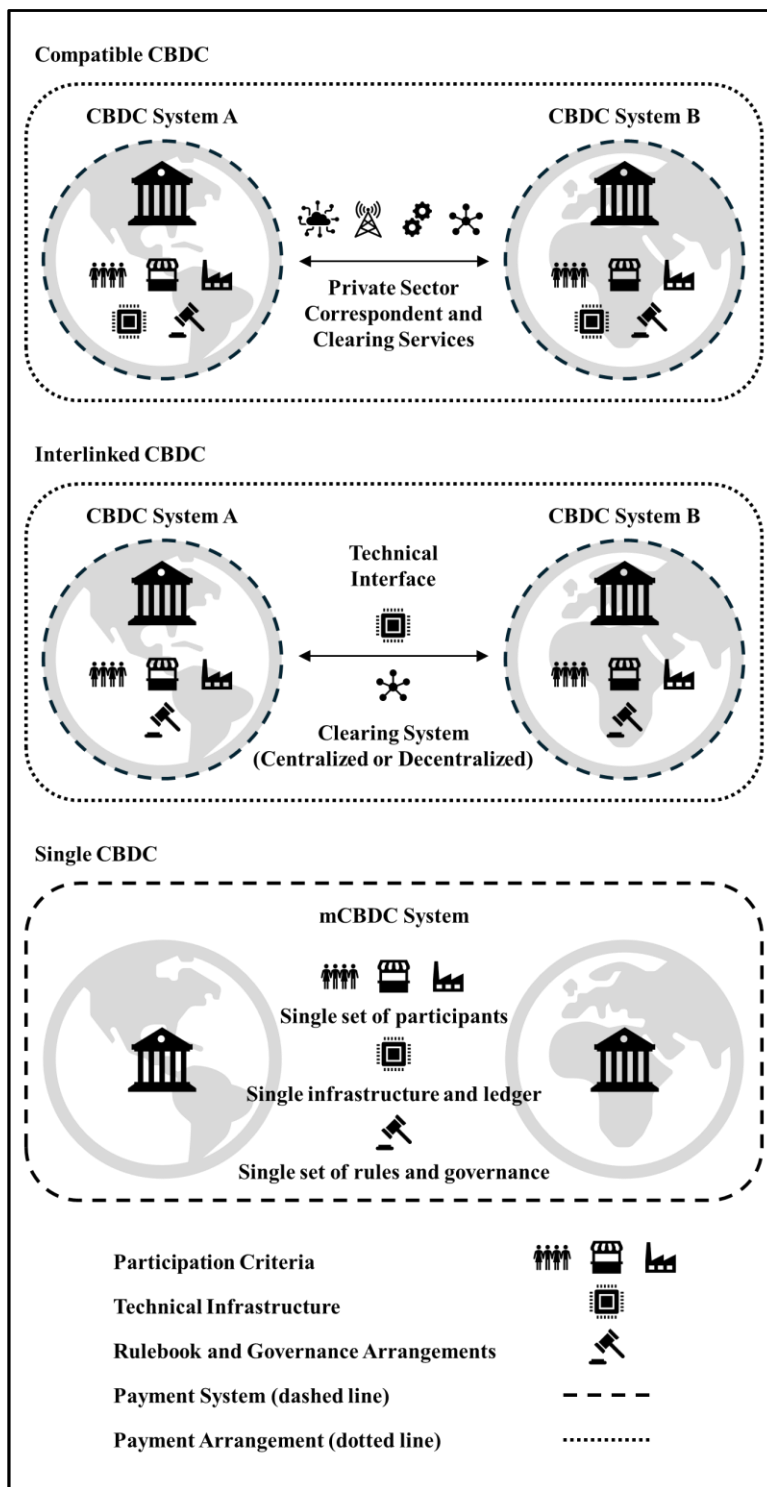 Compatible CBDC
CBDC System A
CBDC System B
Private Sector
Correspondent and
Clearing Services
Interlinked CBDC
CBDC System A
CBDC System B
Technical
Interface
Clearing System
(Centralized or Decentralized)
Single CBDC
mCBDC System
Single set of participants
Single infrastructure and ledger
Single set of rules and governance
Participation Criteria
Technical Infrastructure
Rulebook and Governance Arrangements
Payment System (dashed line)
Payment Arrangement (dotted line)